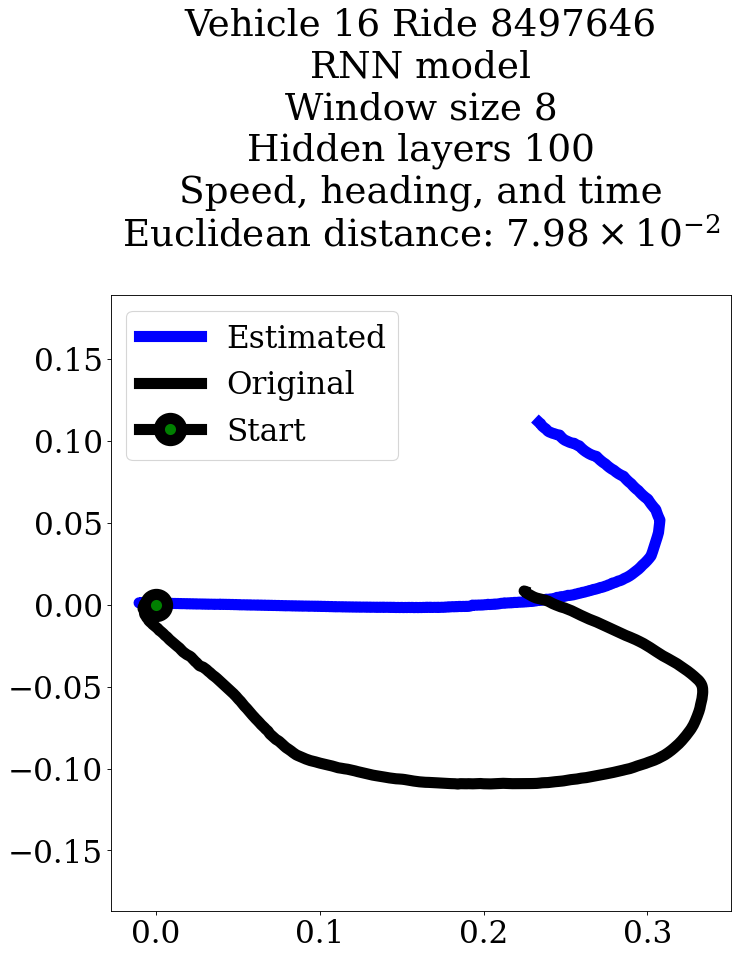 Vehicle 16 Ride 8497646
RNN model
Window size 8
Hidden layers 100
Speed, heading, and time
Euclidean distance: 7.98 × 10⁻²
Estimated
Original
Start
0.15
0.10
0.05
0.00
−0.05
−0.10
−0.15
0.0 0.1 0.2 0.3